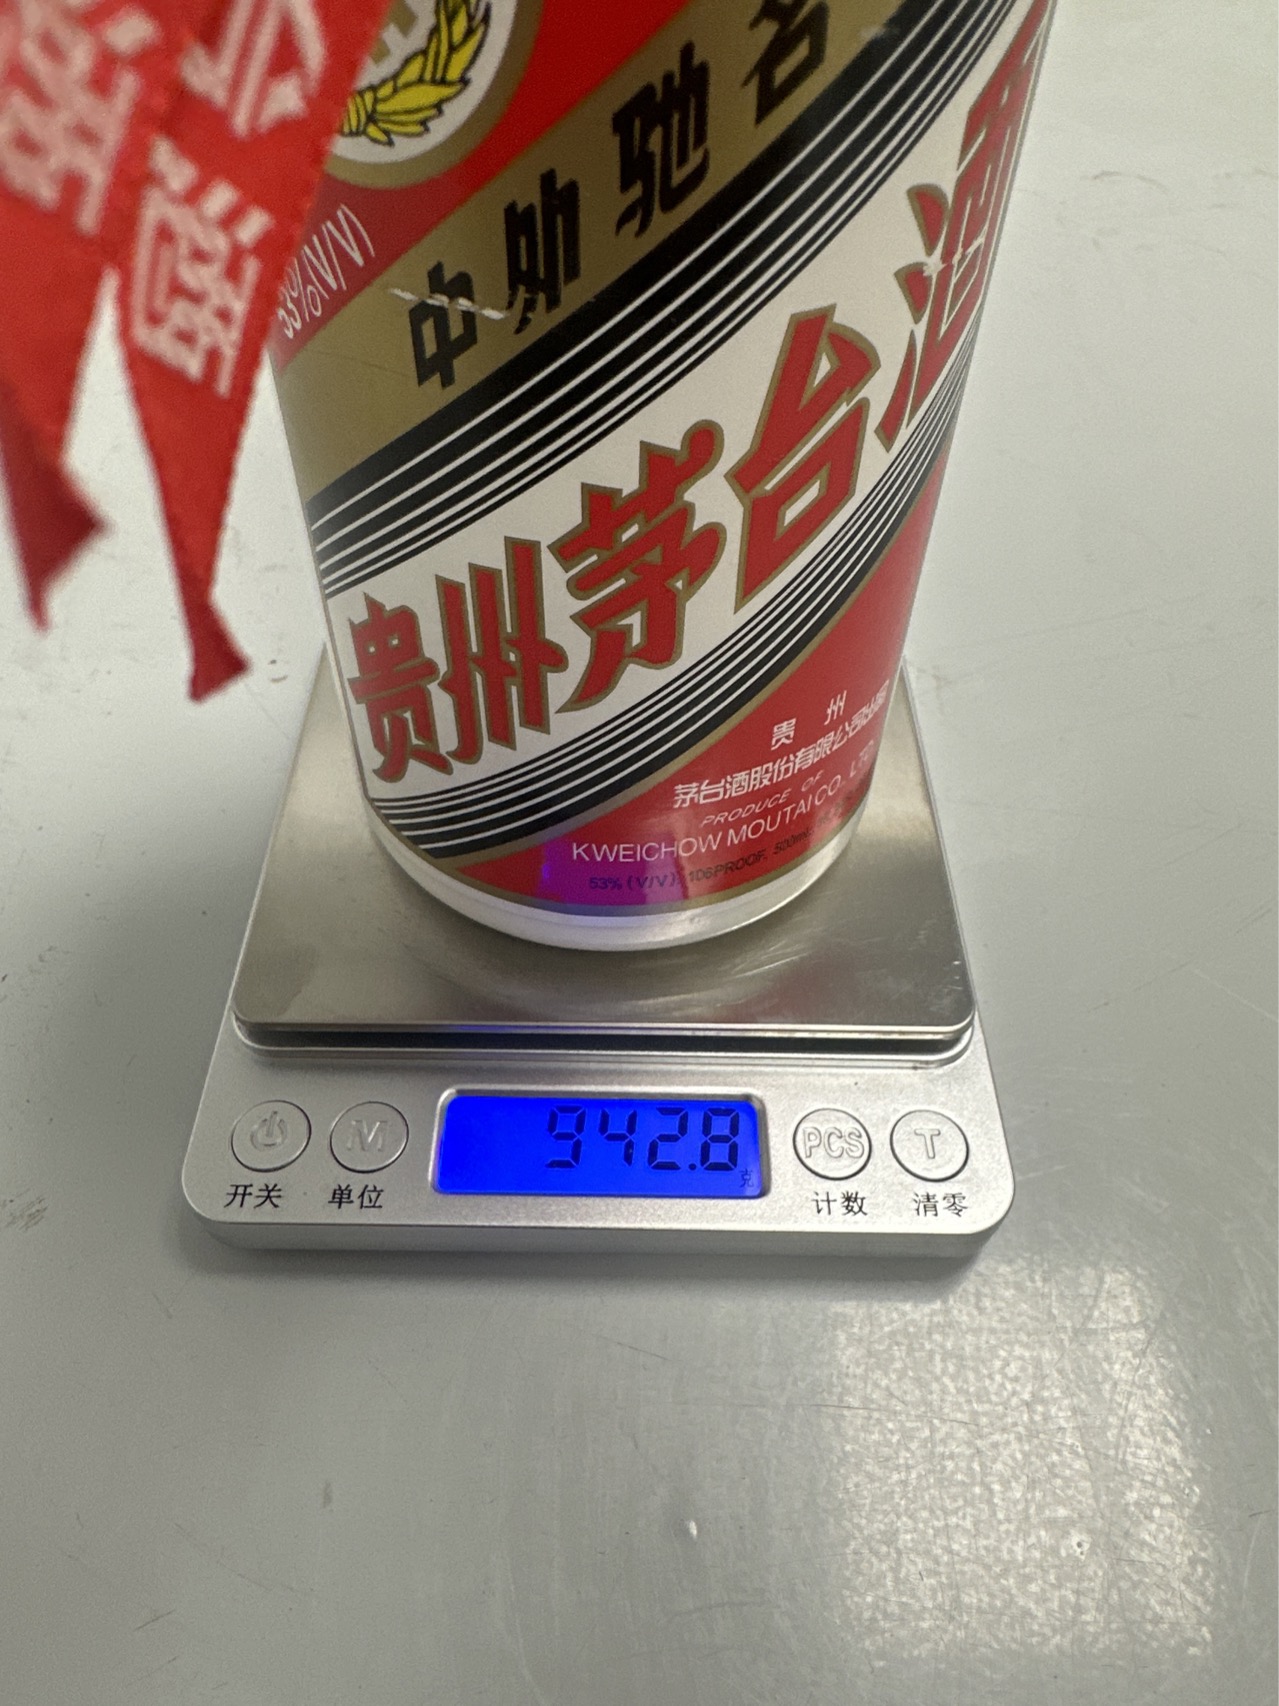 酒
53%(V/V)
中外驰名
贵州茅台酒
贵州
茅台酒股份有限公司出品
PRODUCE OF
KWEICHOW MOUTAI CO., LTD.
53% (V/V). 106PROOF. 500mL
942.8
克
M
PCS
T
开关
单位
计数
清零